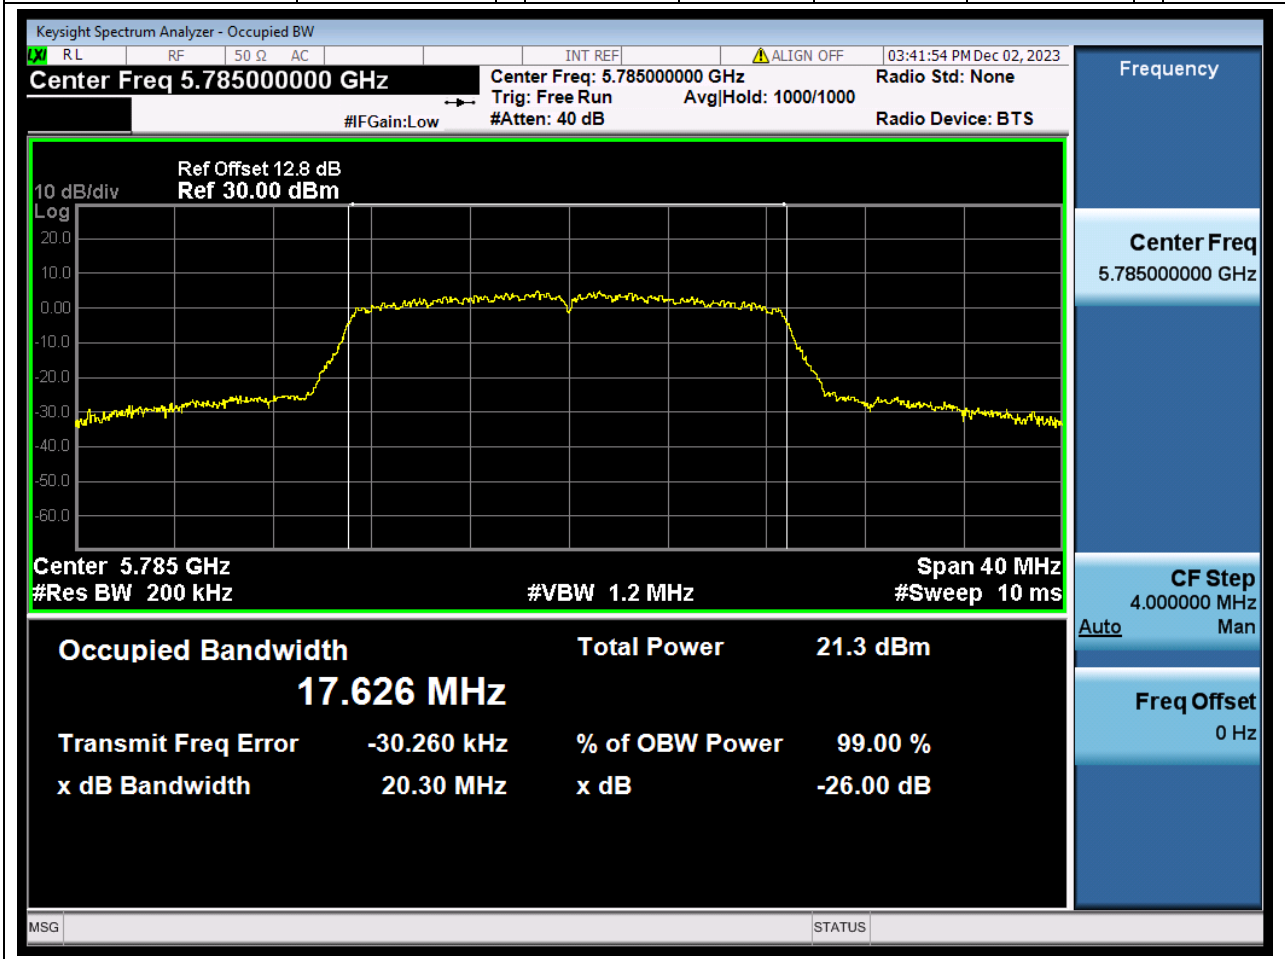 Keysight Spectrum Analyzer - Occupied BW
LXI RL RF 50 Ω AC INT REF ALIGN OFF 03:41:54 PM Dec 02, 2023
Center Freq 5.785000000 GHz
Center Freq: 5.785000000 GHz Radio Std: None
Trig: Free Run Avg|Hold: 1000/1000
#IFGain:Low #Atten: 40 dB Radio Device: BTS
Ref Offset 12.8 dB
10 dB/div Ref 30.00 dBm
Log
20.0
10.0
0.00
-10.0
-20.0
-30.0
-40.0
-50.0
-60.0
Center 5.785 GHz Span 40 MHz
#Res BW 200 kHz #VBW 1.2 MHz #Sweep 10 ms
Occupied Bandwidth Total Power 21.3 dBm
17.626 MHz
Transmit Freq Error -30.260 kHz % of OBW Power 99.00 %
x dB Bandwidth 20.30 MHz x dB -26.00 dB
Frequency
Center Freq
5.785000000 GHz
CF Step
4.000000 MHz
Auto Man
Freq Offset
0 Hz
MSG STATUS